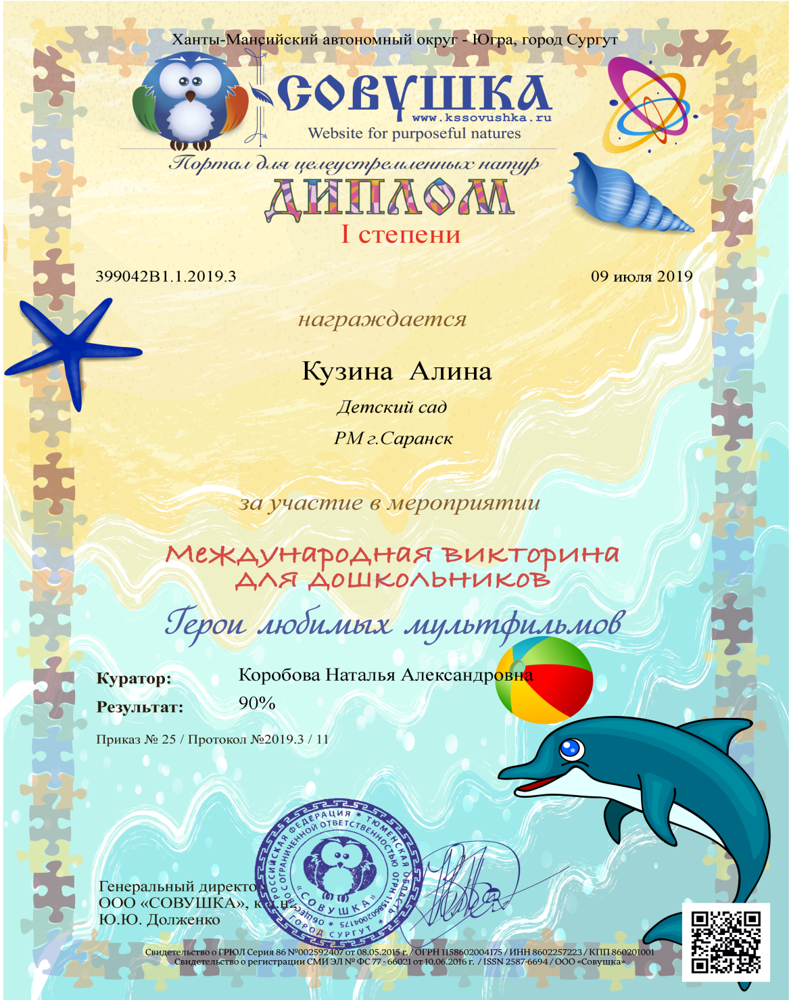 Ханты-Мансийский автономный округ - Югра, город Сургут
СОВУШКА
www.kssovushka.ru
Website for purposeful natures
Портал для целеустремленных натур
ДИПЛОМ
I степени
399042B1.1.2019.3
09 июля 2019
награждается
Кузина Алина
Детский сад
РМ г.Саранск
за участие в мероприятии
Международная викторина
для дошкольников
Герои любимых мультфильмов
Куратор: Коробова Наталья Александровна
Результат: 90%
Приказ № 25 / Протокол №2019.3 / 11
РОССИЙСКАЯ ФЕДЕРАЦИЯ * ТЮМЕНСКАЯ ОБЛАСТЬ * ГОРОД СУРГУТ *
ОБЩЕСТВО С ОГРАНИЧЕННОЙ ОТВЕТСТВЕННОСТЬЮ ОГРН 1158602004175 *
«СОВУШКА»
Генеральный директор
ООО «СОВУШКА», к.п.н.,
Ю.Ю. Долженко
Свидетельство о ГРЮЛ Серия 86 №002592407 от 08.05.2015 г. / ОГРН 1158602004175 / ИНН 8602257223 / КПП 860201001
Свидетельство о регистрации СМИ ЭЛ № ФС 77 - 66021 от 10.06.2016 г. / ISSN 2587-6694 / ООО «Совушка»